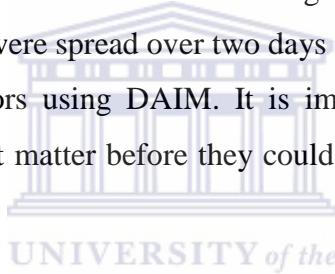 were spread over two days
ors using DAIM. It is im
t matter before they could
UNIVERSITY of the